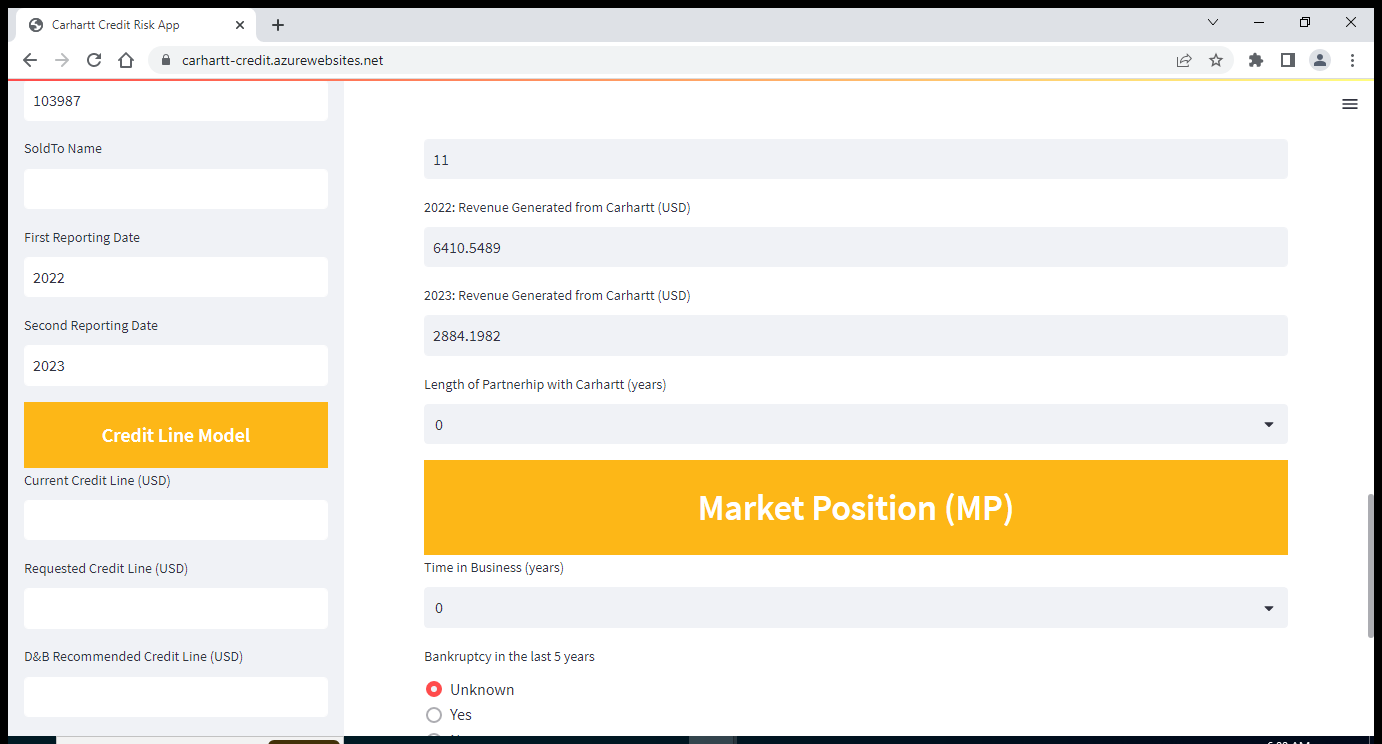 Carhartt Credit Risk App
carhartt-credit.azurewebsites.net
103987
SoldTo Name
First Reporting Date
2022
Second Reporting Date
2023
Credit Line Model
Current Credit Line (USD)
Requested Credit Line (USD)
D&B Recommended Credit Line (USD)
11
2022: Revenue Generated from Carhartt (USD)
6410.5489
2023: Revenue Generated from Carhartt (USD)
2884.1982
Length of Partnerhip with Carhartt (years)
0
Market Position (MP)
Time in Business (years)
0
Bankruptcy in the last 5 years
Unknown
Yes